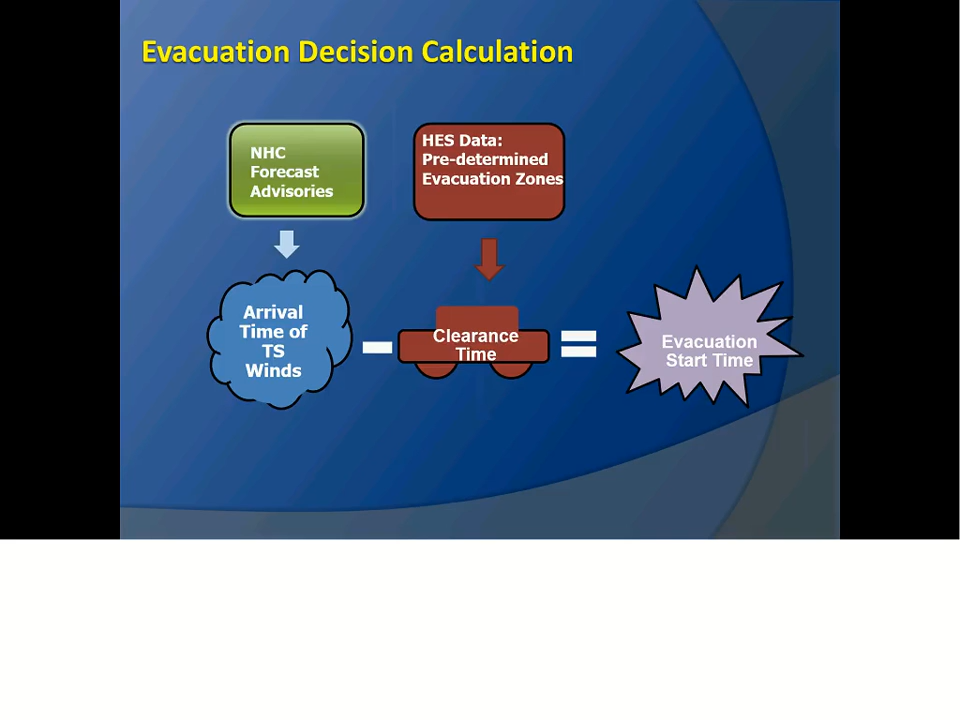 Evacuation Decision Calculation
NHC
Forecast
Advisories
HES Data:
Pre-determined
Evacuation Zones
Arrival
Time of
TS
Winds
Clearance
Time
Evacuation
Start Time